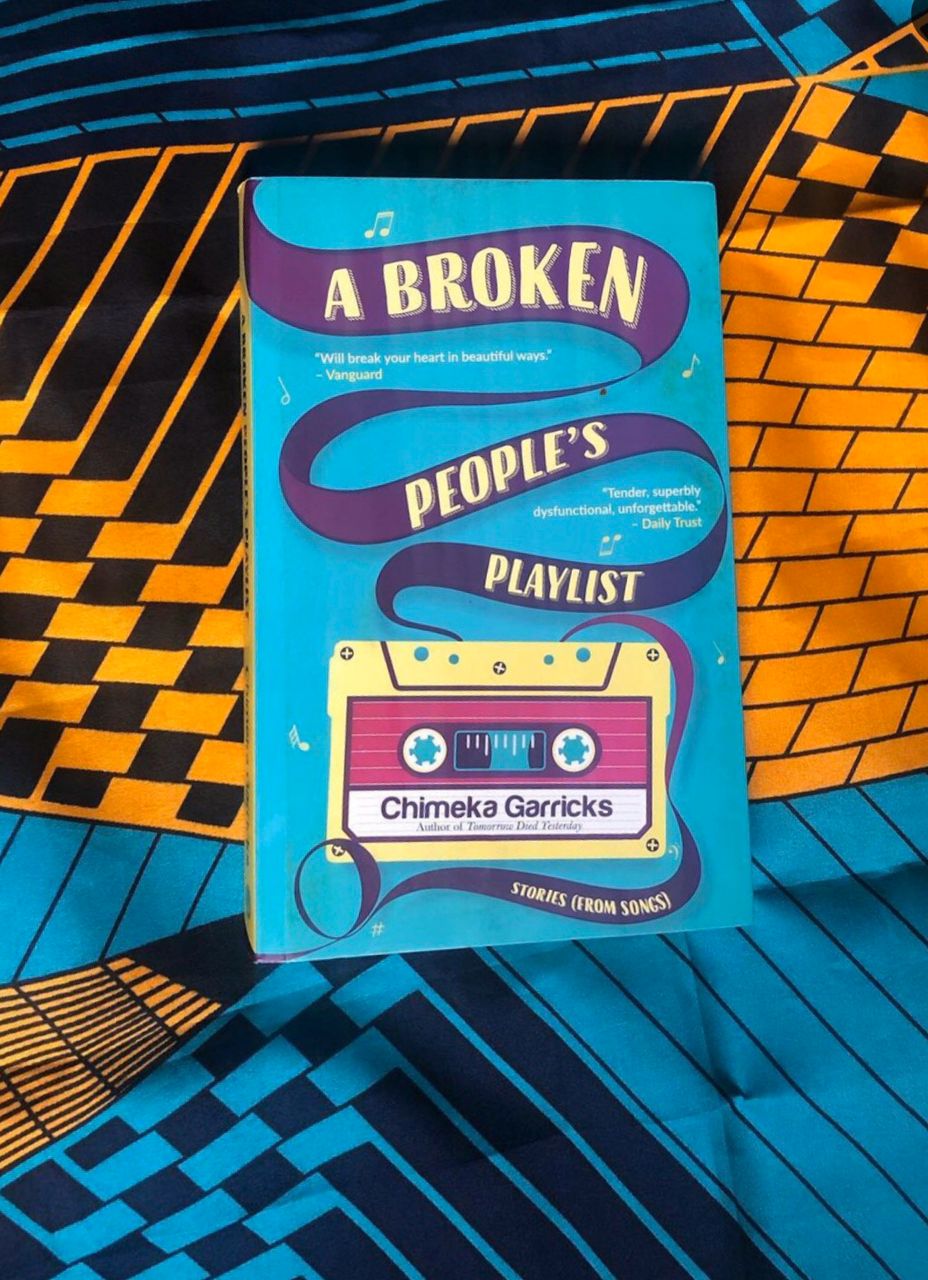 A BROKEN
“Will break your heart in beautiful ways.”
– Vanguard
PEOPLE’S
“Tender, superbly
dysfunctional, unforgettable.”
– Daily Trust
PLAYLIST
Chimeka Garricks
Author of Tomorrow Died Yesterday
STORIES (FROM SONGS)
#